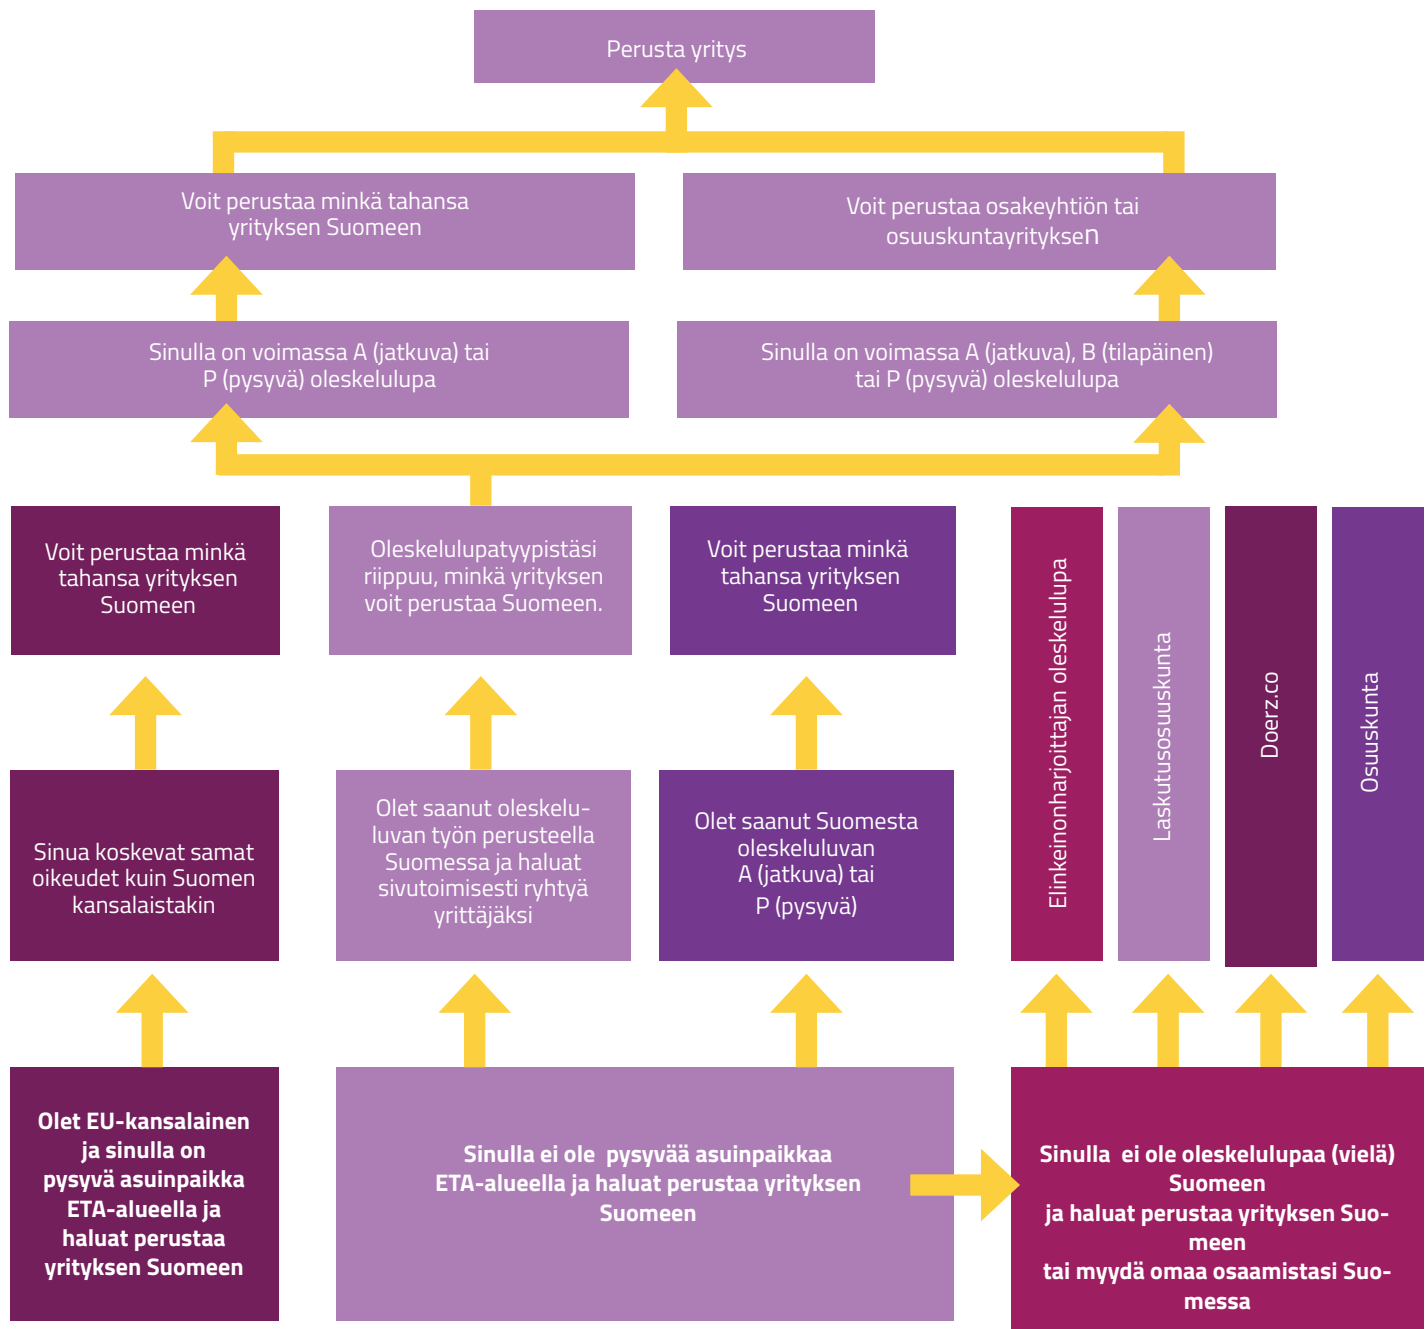 Perusta yritys
Voit perustaa minkä tahansa
yrityksen Suomeen
Voit perustaa osakeyhtiön tai
osuuskuntayrityksen
Sinulla on voimassa A (jatkuva) tai
P (pysyvä) oleskelulupa
Sinulla on voimassa A (jatkuva), B (tilapäinen)
tai P (pysyvä) oleskelulupa
Voit perustaa minkä
tahansa yrityksen
Suomeen
Oleskelulupatyypistäsi
riippuu, minkä yrityksen
voit perustaa Suomeen.
Voit perustaa minkä
tahansa yrityksen
Suomeen
Elinkeinonharjoittajan oleskelulupa
Laskutusosuuskunta
Doerz.co
Osuuskunta
Sinua koskevat samat
oikeudet kuin Suomen
kansalaistakin
Olet saanut oleskelu-
luvan työn perusteella
Suomessa ja haluat
sivutoimisesti ryhtyä
yrittäjäksi
Olet saanut Suomesta
oleskeluluvan
A (jatkuva) tai
P (pysyvä)
Olet EU-kansalainen
ja sinulla on
pysyvä asuinpaikka
ETA-alueella ja
haluat perustaa
yrityksen Suomeen
Sinulla ei ole pysyvää asuinpaikkaa
ETA-alueella ja haluat perustaa yrityksen
Suomeen
Sinulla ei ole oleskelulupaa (vielä)
Suomeen
ja haluat perustaa yrityksen Suo-
meen
tai myydä omaa osaamistasi Suo-
messa